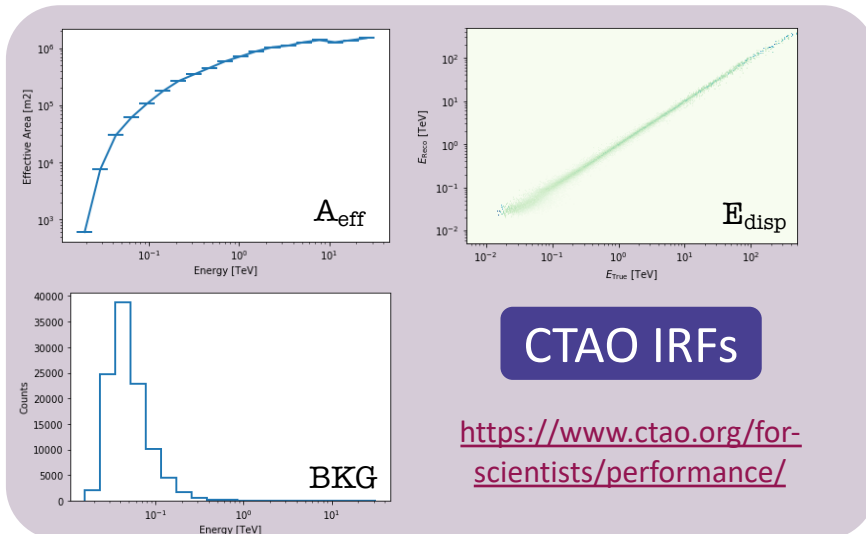 10⁶
10⁵
10⁴
10³
Effective Area [m2]
A_eff
10⁻¹ 10⁰ 10¹
Energy [TeV]
10²
10¹
10⁰
10⁻¹
10⁻²
E_Reco [TeV]
E_disp
10⁻² 10⁻¹ 10⁰ 10¹ 10²
E_True [TeV]
40000
35000
30000
25000
20000
15000
10000
5000
0
Counts
BKG
10⁻¹ 10⁰ 10¹
Energy [TeV]
CTAO IRFs
https://www.ctao.org/for-
scientists/performance/